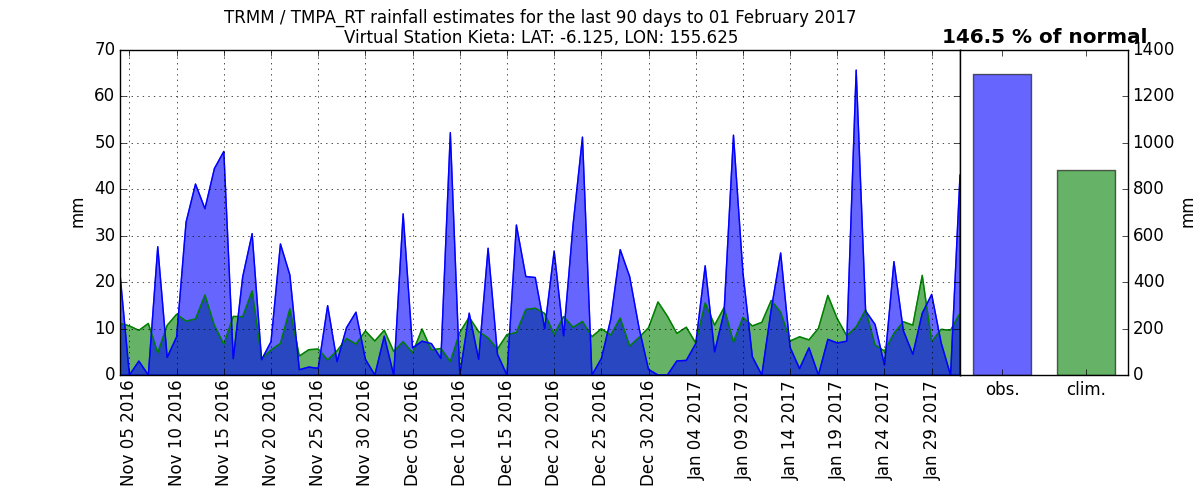 TRMM / TMPA_RT rainfall estimates for the last 90 days to 01 February 2017
Virtual Station Kieta: LAT: -6.125, LON: 155.625
146.5 % of normal
70
60
50
40
30
20
10
0
mm
1400
1200
1000
800
600
400
200
0
mm
Nov 05 2016
Nov 10 2016
Nov 15 2016
Nov 20 2016
Nov 25 2016
Nov 30 2016
Dec 05 2016
Dec 10 2016
Dec 15 2016
Dec 20 2016
Dec 25 2016
Dec 30 2016
Jan 04 2017
Jan 09 2017
Jan 14 2017
Jan 19 2017
Jan 24 2017
Jan 29 2017
obs.
clim.